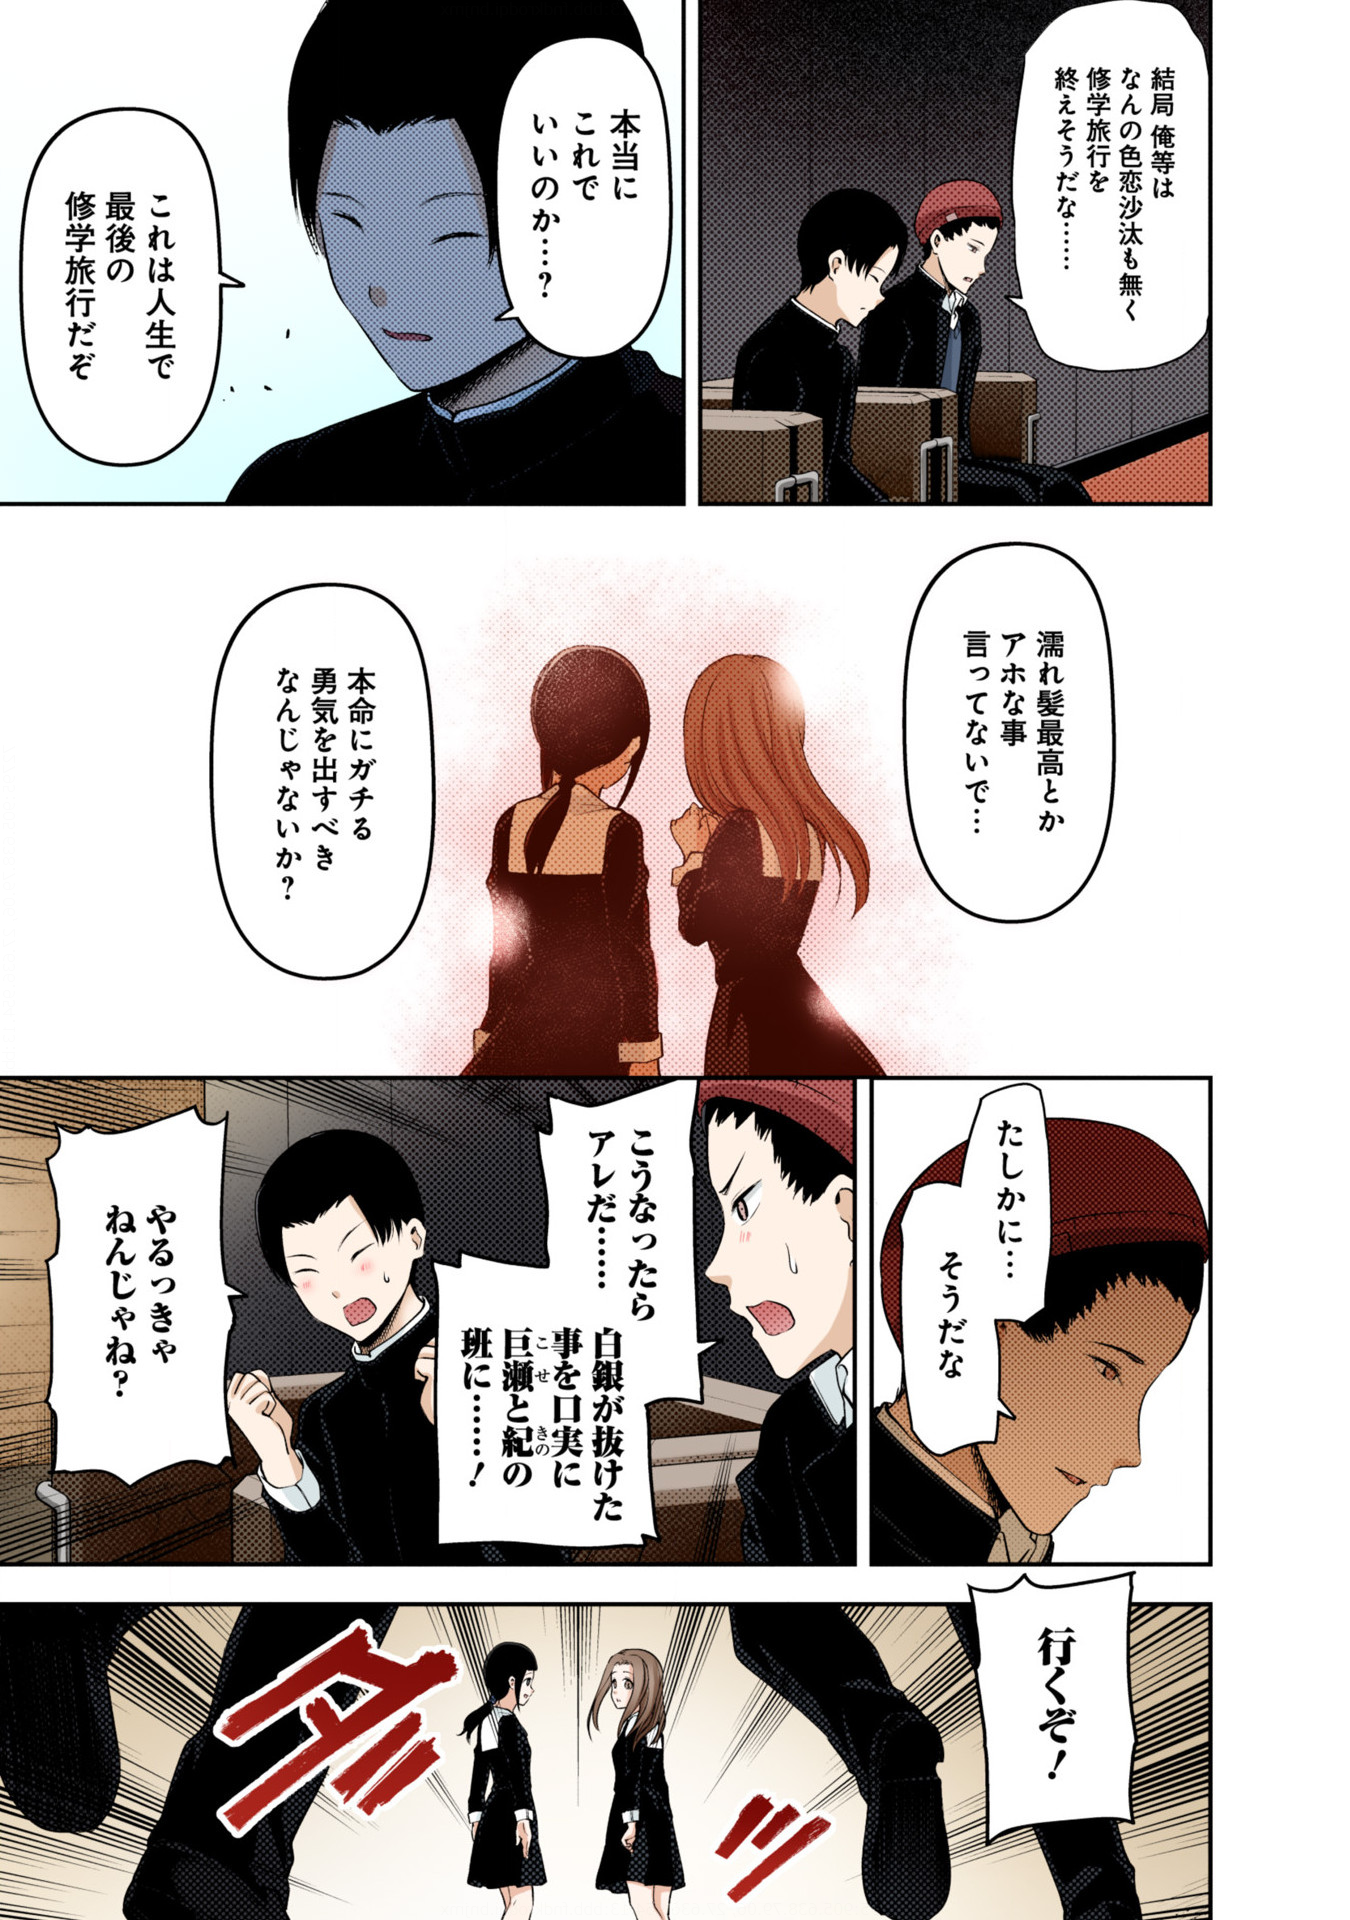 結局 俺等は
なんの色恋沙汰も無く
修学旅行を
終えそうだな……
本当に
これで
いいのか…?
これは人生で
最後の
修学旅行だぞ
濡れ髪最高とか
アホな事
言ってないで…
本命にガチる
勇気を出すべき
なんじゃないか?
たしかに…
そうだな
こうなったら
アレだ……
白銀が抜けた
事を口実に
巨瀬と紀の
こせ きの
班に……!
やるっきゃ
ねんじゃね?
行くぞ!
ダッ